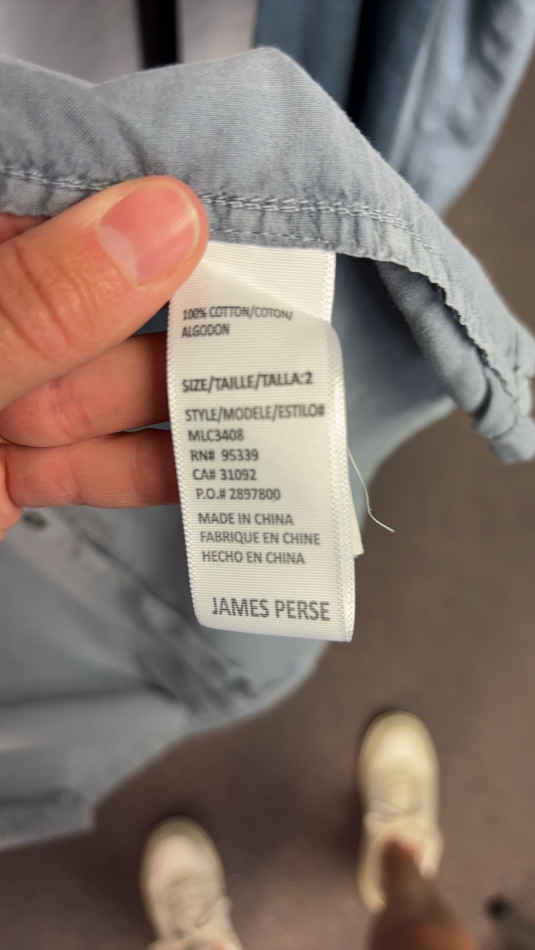 100% COTTON/COTON/
ALGODON
SIZE/TAILLE/TALLA:2
STYLE/MODELE/ESTILO#
MLC3408
RN# 95339
CA# 31092
P.O.# 2897800
MADE IN CHINA
FABRIQUE EN CHINE
HECHO EN CHINA
JAMES PERSE